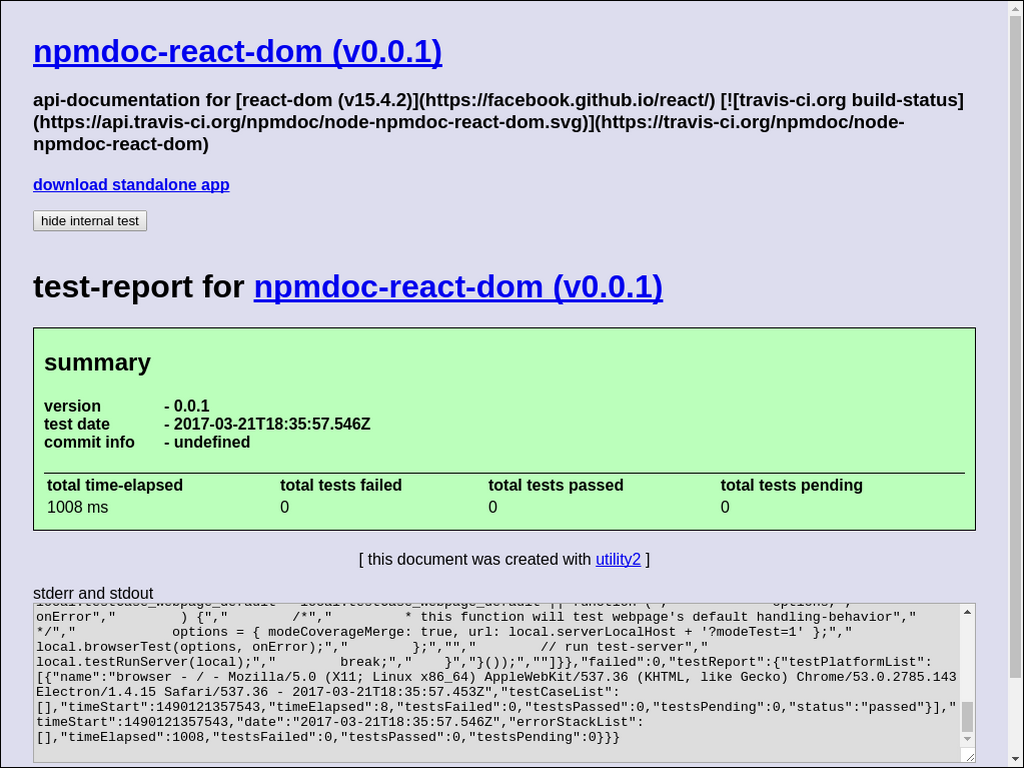 npmdoc-react-dom (v0.0.1)
api-documentation for [react-dom (v15.4.2)](https://facebook.github.io/react/) [![travis-ci.org build-status]
(https://api.travis-ci.org/npmdoc/node-npmdoc-react-dom.svg)](https://travis-ci.org/npmdoc/node-
npmdoc-react-dom)
download standalone app
hide internal test
test-report for npmdoc-react-dom (v0.0.1)
summary
version - 0.0.1
test date - 2017-03-21T18:35:57.546Z
commit info - undefined
total time-elapsed total tests failed total tests passed total tests pending
1008 ms 0 0 0
[ this document was created with utility2 ]
stderr and stdout
onError","        ) {","        /*","         * this function will test webpage's default handling-behavior","
*/","            options = { modeCoverageMerge: true, url: local.serverLocalHost + '?modeTest=1' };","
local.browserTest(options, onError);","        };","","        // run test-server","
local.testRunServer(local);","        break;","    }","}());",""]}},"failed":0,"testReport":{"testPlatformList":
[{"name":"browser - / - Mozilla/5.0 (X11; Linux x86_64) AppleWebKit/537.36 (KHTML, like Gecko) Chrome/53.0.2785.143
Electron/1.4.15 Safari/537.36 - 2017-03-21T18:35:57.453Z","testCaseList":
[],"timeStart":1490121357543,"timeElapsed":8,"testsFailed":0,"testsPassed":0,"testsPending":0,"status":"passed"}],"
timeStart":1490121357543,"date":"2017-03-21T18:35:57.546Z","errorStackList":
[],"timeElapsed":1008,"testsFailed":0,"testsPassed":0,"testsPending":0}}}